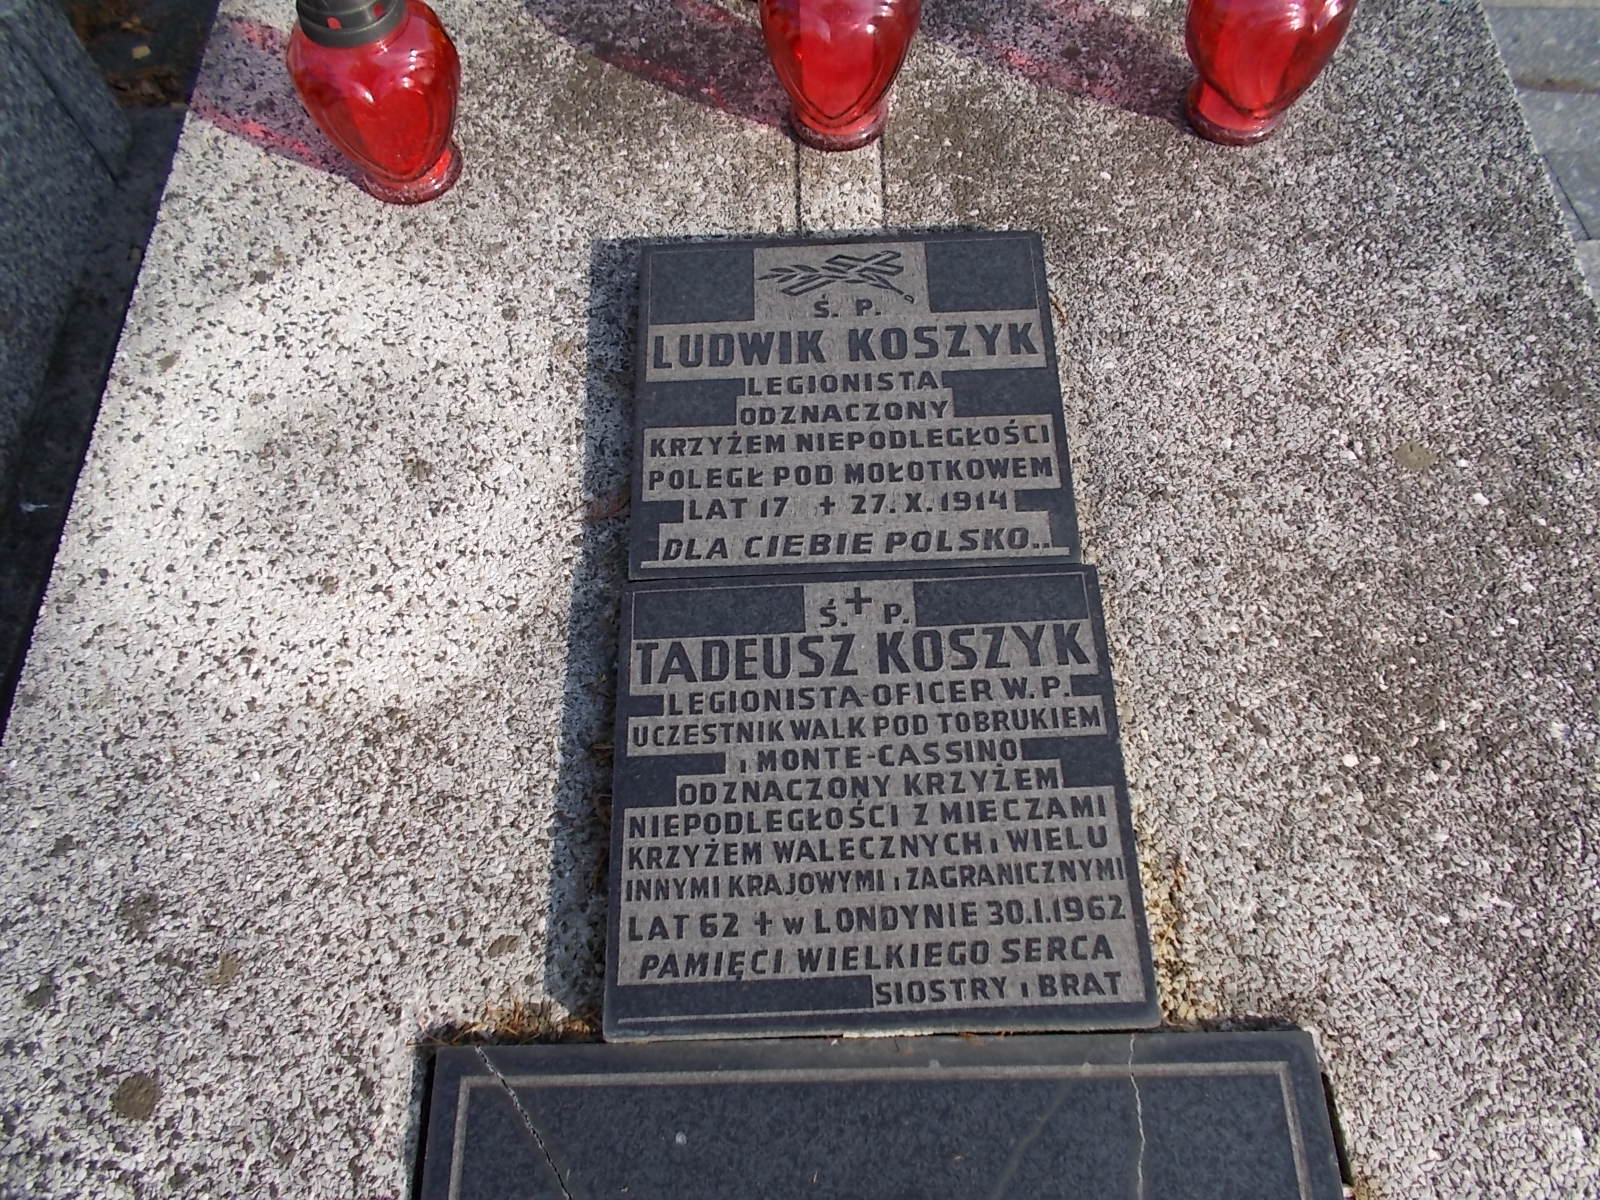 Ś. P.
LUDWIK KOSZYK
LEGIONISTA
ODZNACZONY
KRZYŻEM NIEPODLEGŁOŚCI
POLEGŁ POD MOŁOTKOWEM
LAT 17 + 27. X. 1914
DLA CIEBIE POLSKO..
Ś. + P.
TADEUSZ KOSZYK
LEGIONISTA-OFICER W. P.
UCZESTNIK WALK POD TOBRUKIEM
i MONTE-CASSINO
ODZNACZONY KRZYŻEM
NIEPODLEGŁOŚCI Z MIECZAMI
KRZYŻEM WALECZNYCH i WIELU
INNYMI KRAJOWYMI i ZAGRANICZNYMI
LAT 62 + w LONDYNIE 30.I.1962
PAMIĘCI WIELKIEGO SERCA
SIOSTRY i BRAT